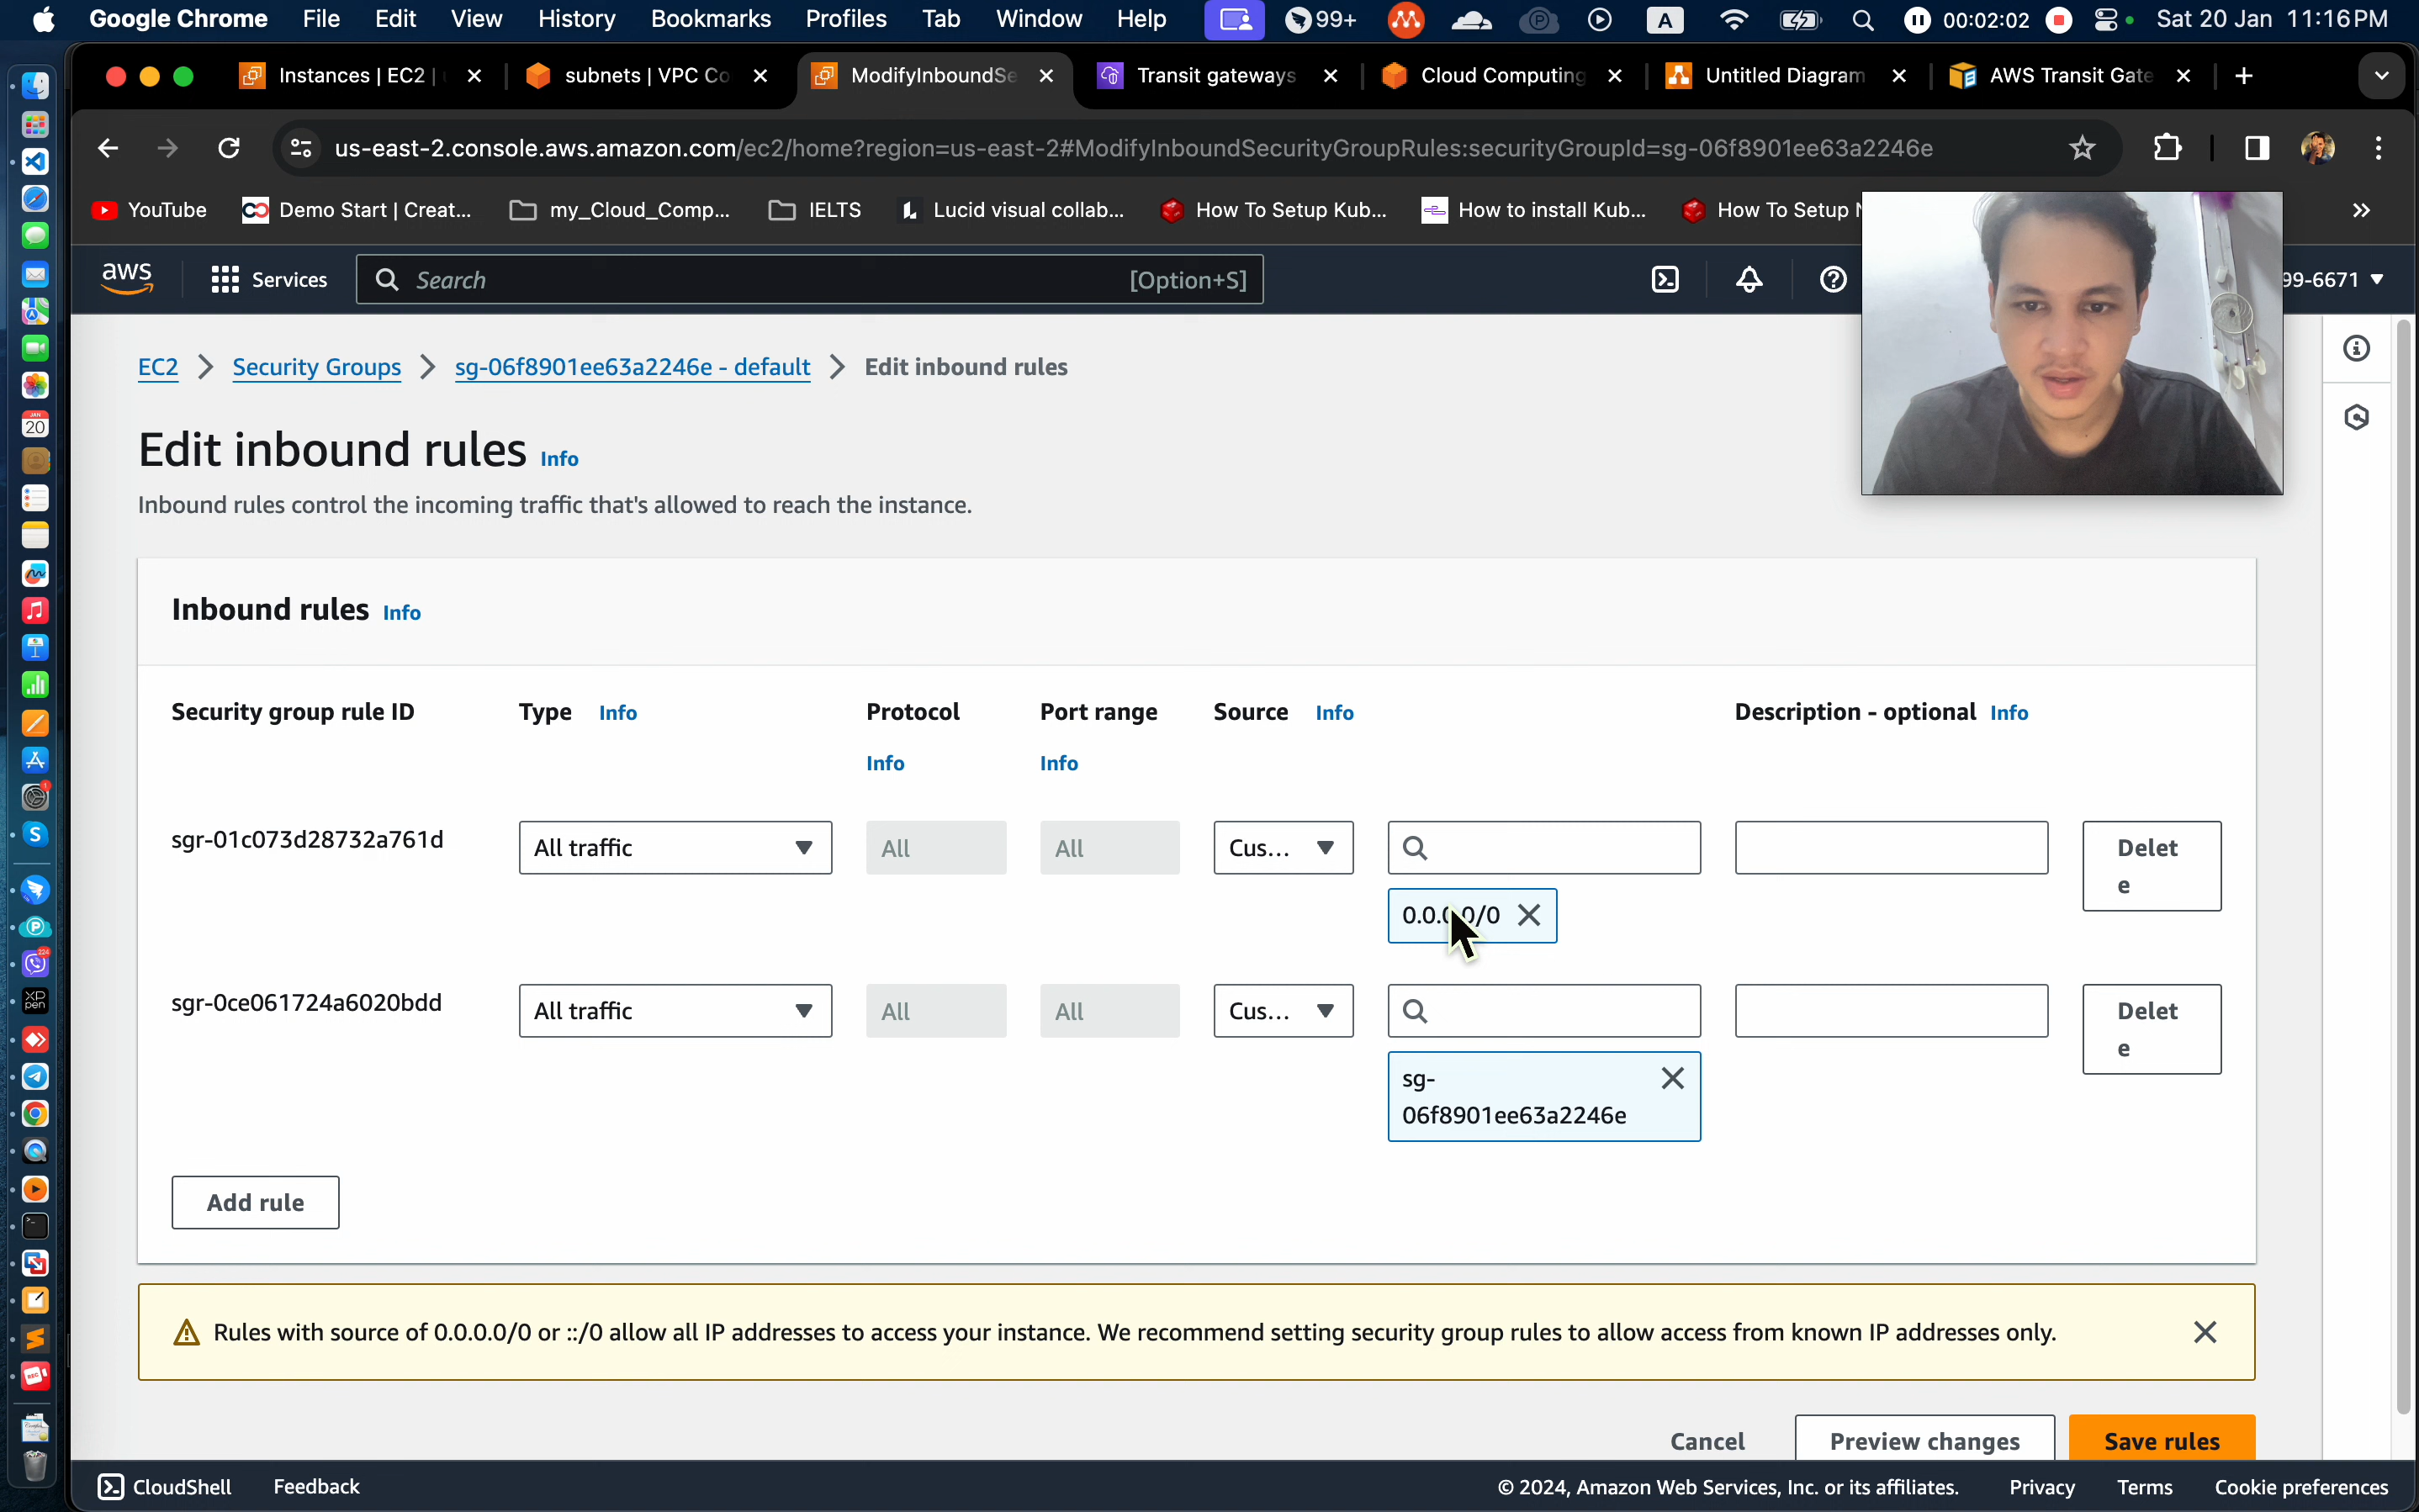 Google Chrome File Edit View History Bookmarks Profiles Tab Window Help 99+ A 00:02:02 Sat 20 Jan 11:16 PM
Instances | EC2 | subnets | VPC Co ModifyInboundSe Transit gateways Cloud Computing Untitled Diagram AWS Transit Gate
us-east-2.console.aws.amazon.com/ec2/home?region=us-east-2#ModifyInboundSecurityGroupRules:securityGroupId=sg-06f8901ee63a2246e
YouTube Demo Start | Creat... my_Cloud_Comp... IELTS Lucid visual collab... How To Setup Kub... How to install Kub... How To Setup
aws Services Search [Option+S] 99-6671
EC2 Security Groups sg-06f8901ee63a2246e - default Edit inbound rules
Edit inbound rules Info
Inbound rules control the incoming traffic that's allowed to reach the instance.
Inbound rules Info
Security group rule ID Type Info Protocol Port range Source Info Description - optional Info
Info Info
sgr-01c073d28732a761d All traffic All All Cus... Delet
e
0.0.0.0/0
sgr-0ce061724a6020bdd All traffic All All Cus... Delet
e
sg-
06f8901ee63a2246e
Add rule
Rules with source of 0.0.0.0/0 or ::/0 allow all IP addresses to access your instance. We recommend setting security group rules to allow access from known IP addresses only.
Cancel Preview changes Save rules
CloudShell Feedback © 2024, Amazon Web Services, Inc. or its affiliates. Privacy Terms Cookie preferences